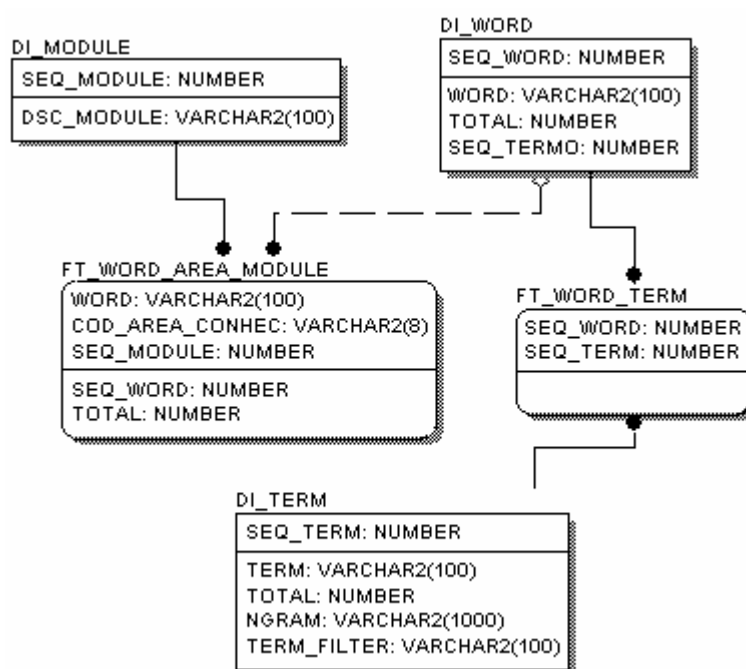 DI_MODULE
SEQ_MODULE: NUMBER
DSC_MODULE: VARCHAR2(100)
DI_WORD
SEQ_WORD: NUMBER
WORD: VARCHAR2(100)
TOTAL: NUMBER
SEQ_TERMO: NUMBER
FT_WORD_AREA_MODULE
WORD: VARCHAR2(100)
COD_AREA_CONHEC: VARCHAR2(8)
SEQ_MODULE: NUMBER
SEQ_WORD: NUMBER
TOTAL: NUMBER
FT_WORD_TERM
SEQ_WORD: NUMBER
SEQ_TERM: NUMBER
DI_TERM
SEQ_TERM: NUMBER
TERM: VARCHAR2(100)
TOTAL: NUMBER
NGRAM: VARCHAR2(1000)
TERM_FILTER: VARCHAR2(100)